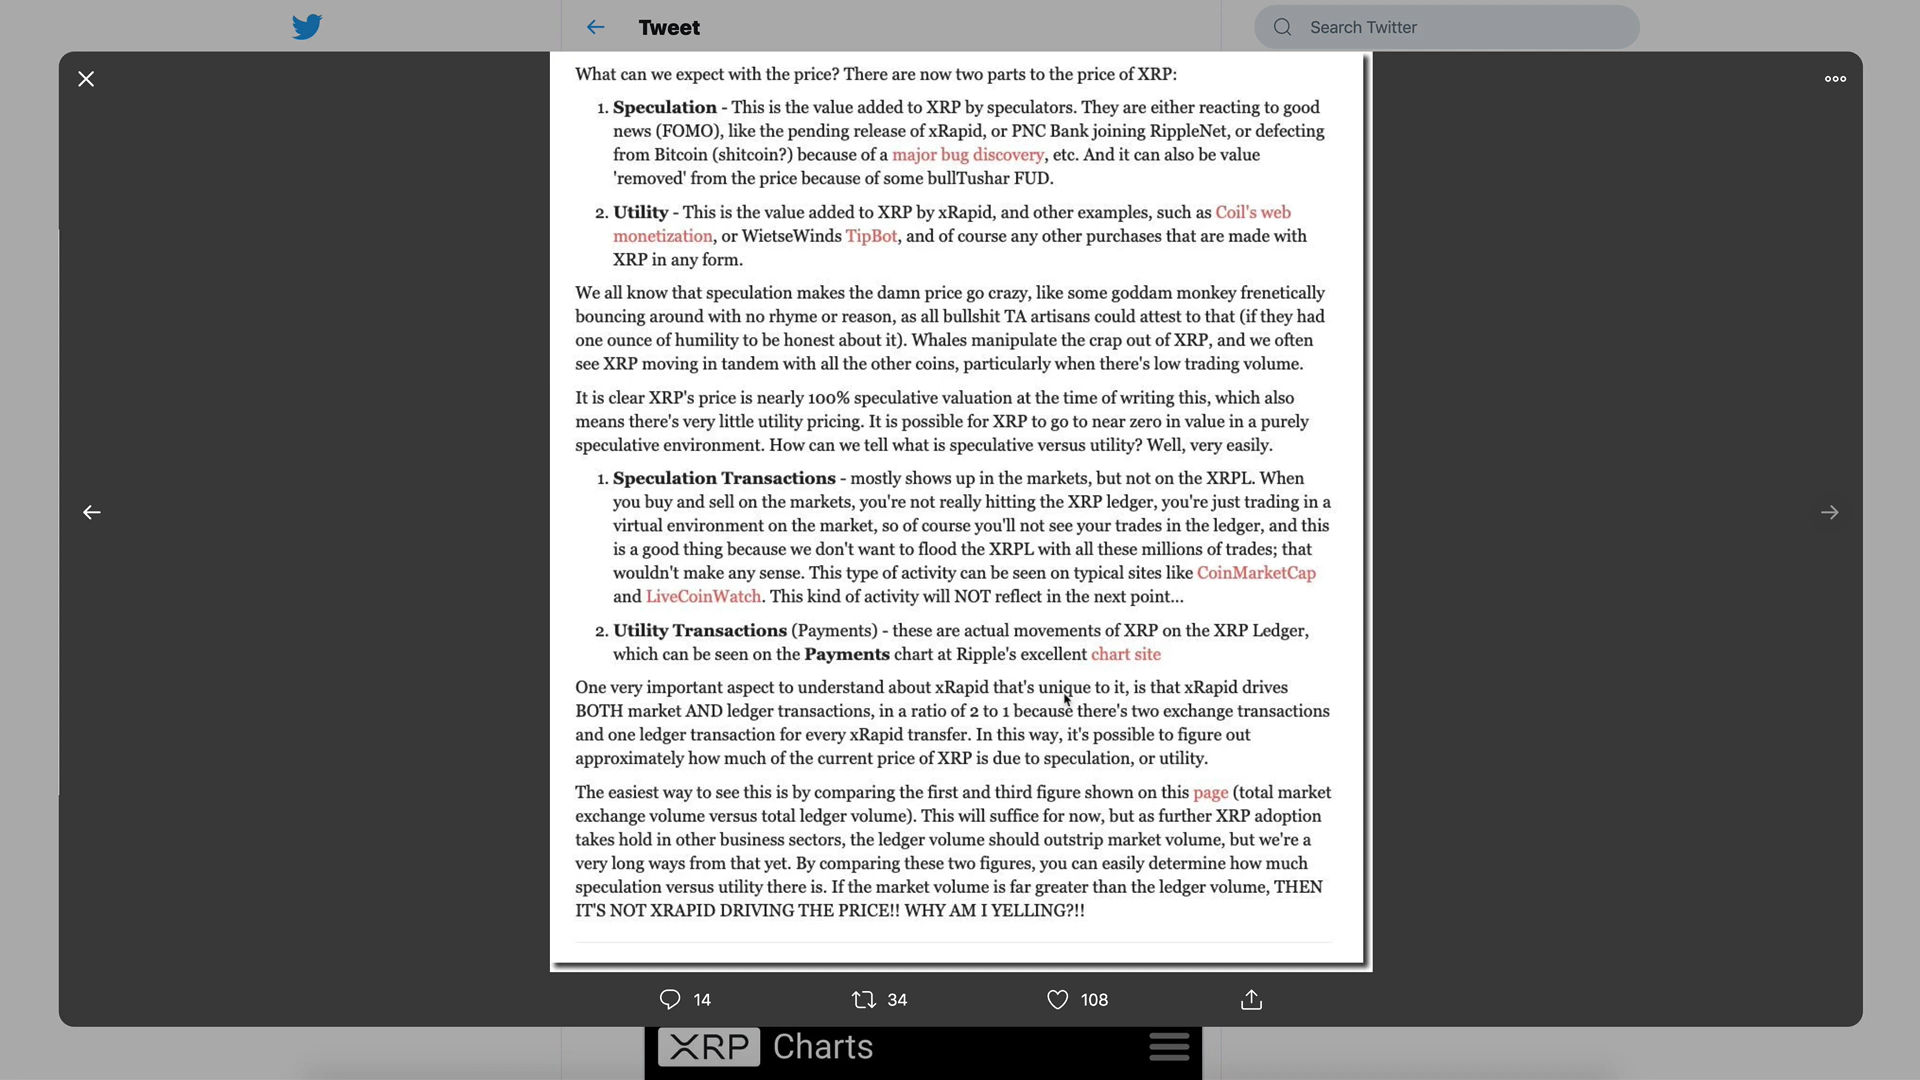 Tweet
Search Twitter
What can we expect with the price? There are now two parts to the price of XRP:
1. Speculation - This is the value added to XRP by speculators. They are either reacting to good
news (FOMO), like the pending release of xRapid, or PNC Bank joining RippleNet, or defecting
from Bitcoin (shitcoin?) because of a major bug discovery, etc. And it can also be value
'removed' from the price because of some bullTushar FUD.
2. Utility - This is the value added to XRP by xRapid, and other examples, such as Coil's web
monetization, or WietseWinds TipBot, and of course any other purchases that are made with
XRP in any form.
We all know that speculation makes the damn price go crazy, like some goddam monkey frenetically
bouncing around with no rhyme or reason, as all bullshit TA artisans could attest to that (if they had
one ounce of humility to be honest about it). Whales manipulate the crap out of XRP, and we often
see XRP moving in tandem with all the other coins, particularly when there's low trading volume.
It is clear XRP's price is nearly 100% speculative valuation at the time of writing this, which also
means there's very little utility pricing. It is possible for XRP to go to near zero in value in a purely
speculative environment. How can we tell what is speculative versus utility? Well, very easily.
1. Speculation Transactions - mostly shows up in the markets, but not on the XRPL. When
you buy and sell on the markets, you're not really hitting the XRP ledger, you're just trading in a
virtual environment on the market, so of course you'll not see your trades in the ledger, and this
is a good thing because we don't want to flood the XRPL with all these millions of trades; that
wouldn't make any sense. This type of activity can be seen on typical sites like CoinMarketCap
and LiveCoinWatch. This kind of activity will NOT reflect in the next point...
2. Utility Transactions (Payments) - these are actual movements of XRP on the XRP Ledger,
which can be seen on the Payments chart at Ripple's excellent chart site
One very important aspect to understand about xRapid that's unique to it, is that xRapid drives
BOTH market AND ledger transactions, in a ratio of 2 to 1 because there's two exchange transactions
and one ledger transaction for every xRapid transfer. In this way, it's possible to figure out
approximately how much of the current price of XRP is due to speculation, or utility.
The easiest way to see this is by comparing the first and third figure shown on this page (total market
exchange volume versus total ledger volume). This will suffice for now, but as further XRP adoption
takes hold in other business sectors, the ledger volume should outstrip market volume, but we're a
very long ways from that yet. By comparing these two figures, you can easily determine how much
speculation versus utility there is. If the market volume is far greater than the ledger volume, THEN
IT'S NOT XRAPID DRIVING THE PRICE!! WHY AM I YELLING?!!
14
34
108
XRP Charts